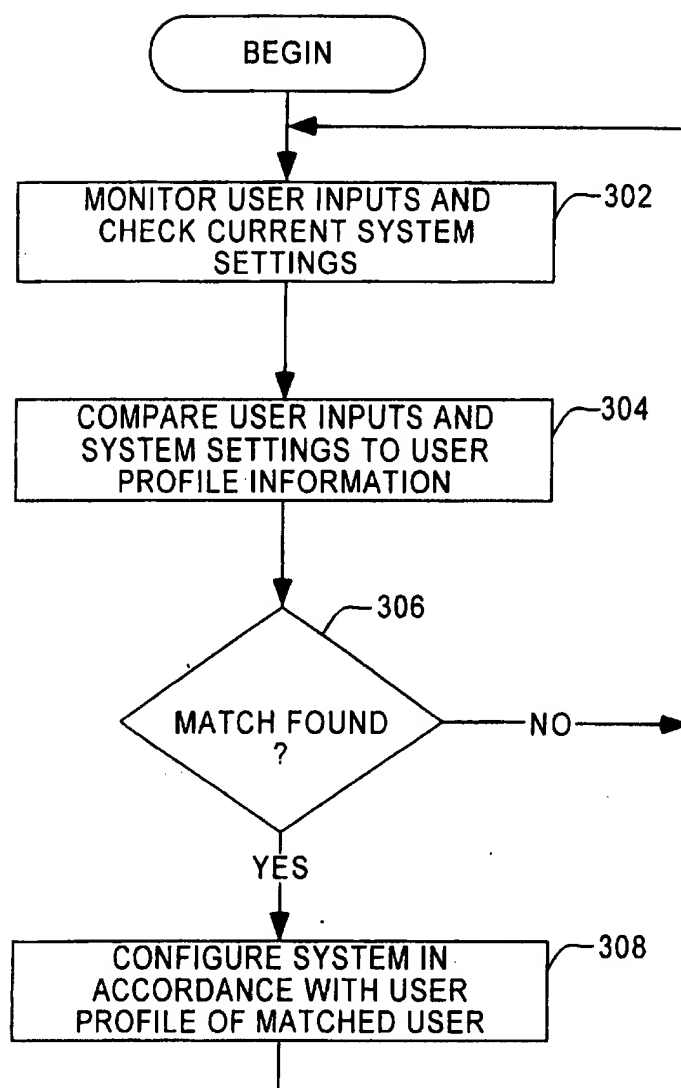 BEGIN
MONITOR USER INPUTS AND
CHECK CURRENT SYSTEM
SETTINGS
302
COMPARE USER INPUTS AND
SYSTEM SETTINGS TO USER
PROFILE INFORMATION
304
306
MATCH FOUND
?
NO
YES
CONFIGURE SYSTEM IN
ACCORDANCE WITH USER
PROFILE OF MATCHED USER
308